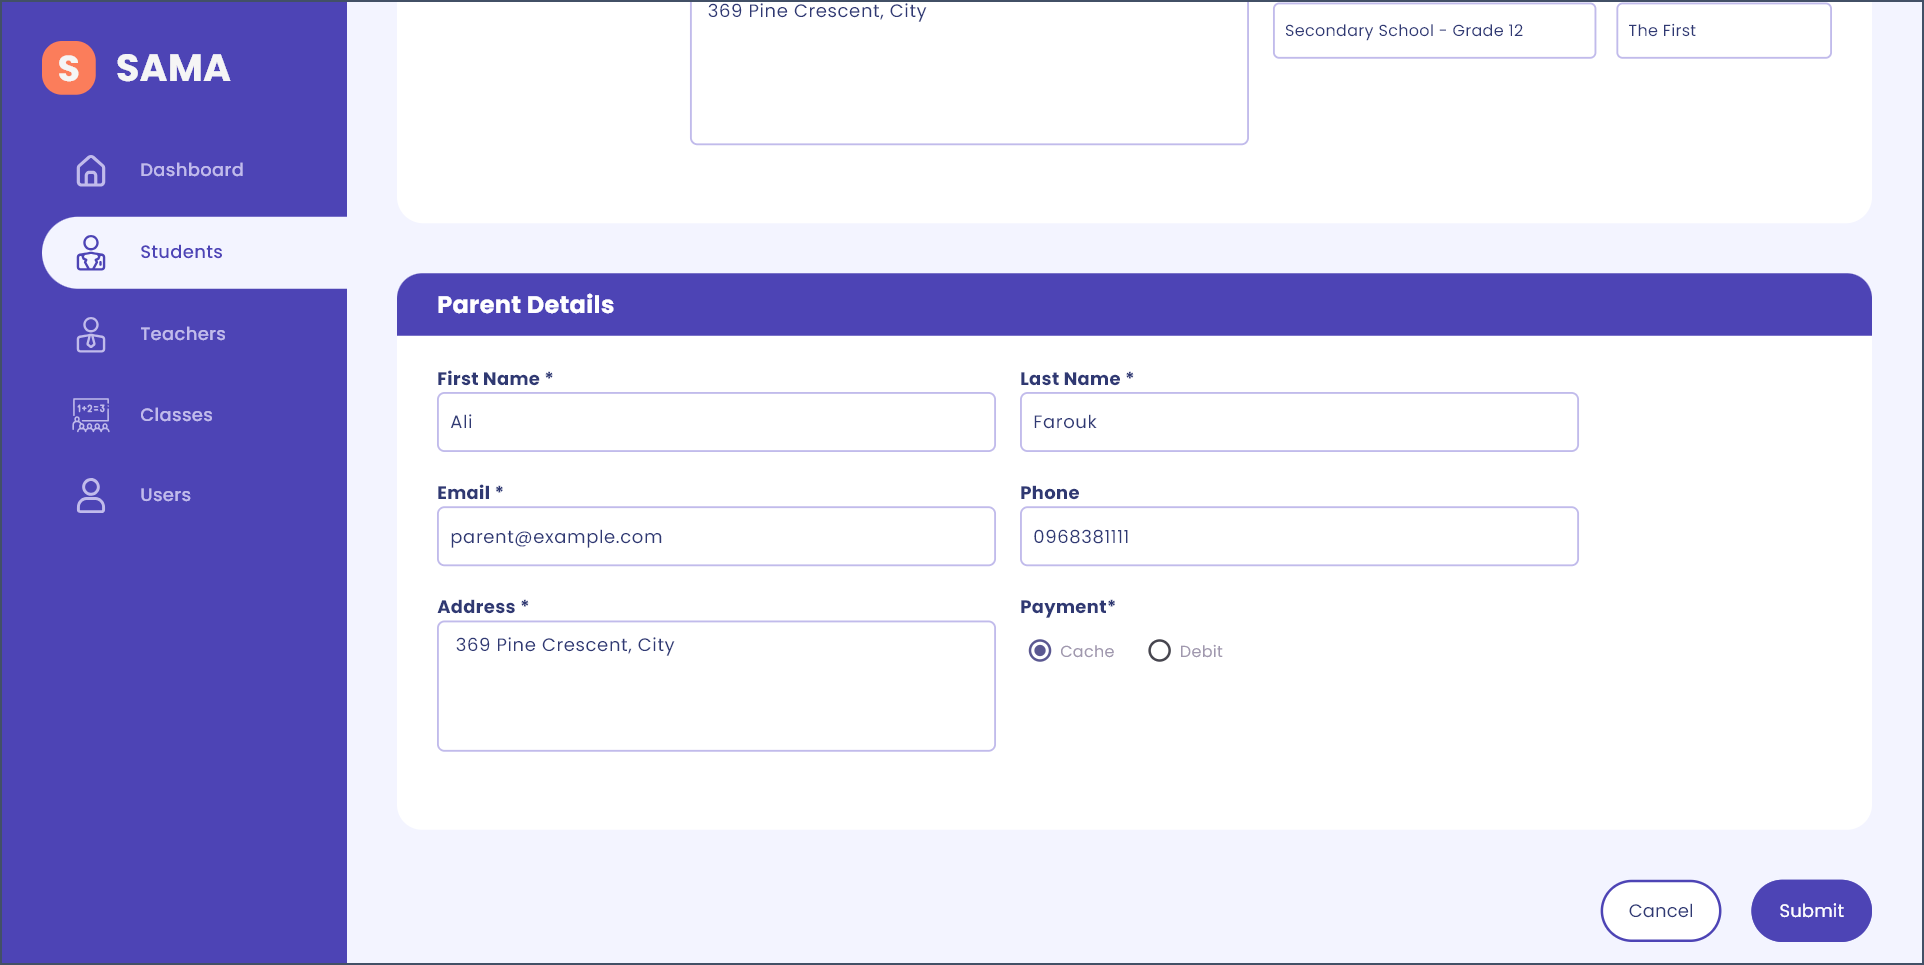 S SAMA
Dashboard
Students
Teachers
1+2=3
Classes
Users
369 Pine Crescent, City
Secondary School - Grade 12
The First
Parent Details
First Name *
Last Name *
Ali
Farouk
Email *
Phone
parent@example.com
0968381111
Address *
Payment*
369 Pine Crescent, City
Cache
Debit
Cancel
Submit